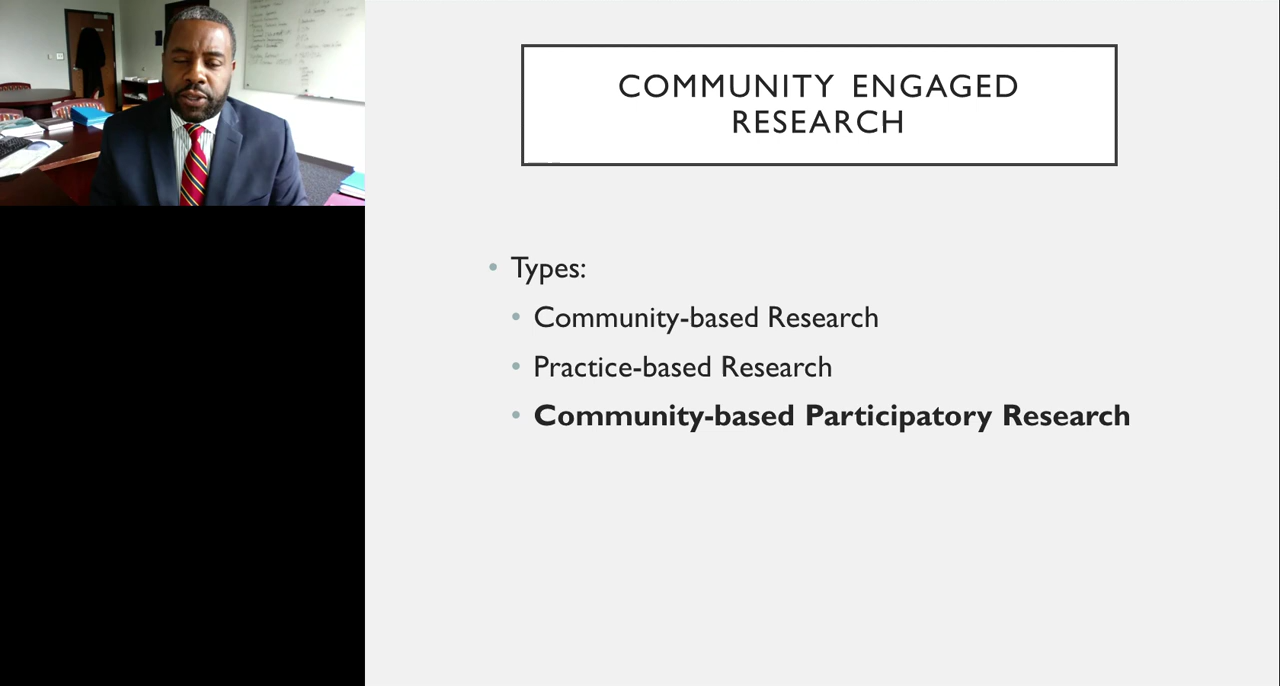 COMMUNITY ENGAGED
RESEARCH
• Types:
• Community-based Research
• Practice-based Research
• Community-based Participatory Research